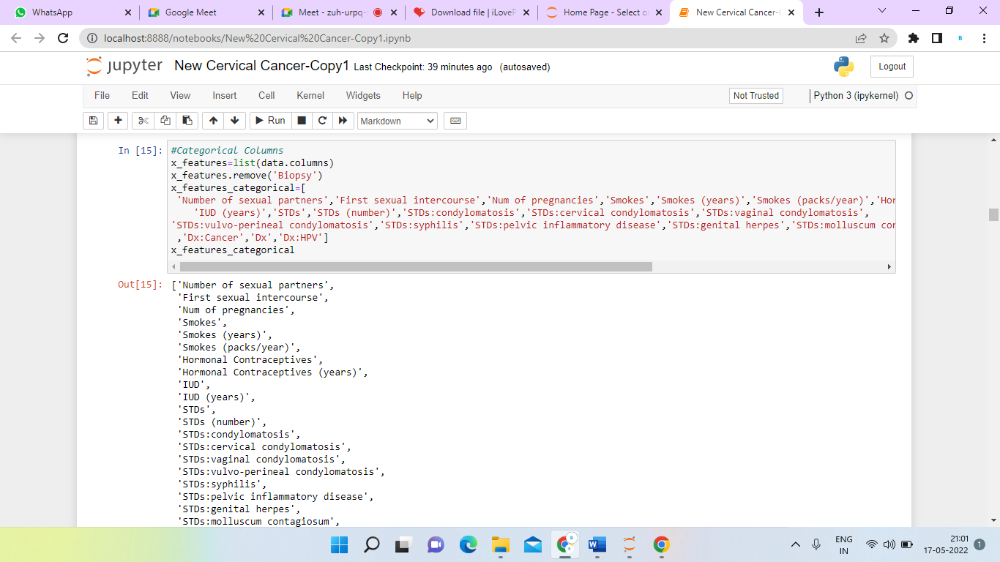 WhatsApp
Google Meet
Meet - zuh-urpq-
Download file | iLoveP
Home Page - Select or
New Cervical Cancer-C
localhost:8888/notebooks/New%20Cervical%20Cancer-Copy1.ipynb
B
jupyter New Cervical Cancer-Copy1 Last Checkpoint: 39 minutes ago (autosaved)
Logout
File Edit View Insert Cell Kernel Widgets Help
Not Trusted
Python 3 (ipykernel)
Run
Markdown
In [15]:
#Categorical Columns
x_features=list(data.columns)
x_features.remove('Biopsy')
x_features_categorical=[
'Number of sexual partners','First sexual intercourse','Num of pregnancies','Smokes','Smokes (years)','Smokes (packs/year)','Hor
'IUD (years)','STDs','STDs (number)','STDs:condylomatosis','STDs:cervical condylomatosis','STDs:vaginal condylomatosis',
'STDs:vulvo-perineal condylomatosis','STDs:syphilis','STDs:pelvic inflammatory disease','STDs:genital herpes','STDs:molluscum cor
,'Dx:Cancer','Dx','Dx:HPV']
x_features_categorical
Out[15]:
['Number of sexual partners',
'First sexual intercourse',
'Num of pregnancies',
'Smokes',
'Smokes (years)',
'Smokes (packs/year)',
'Hormonal Contraceptives',
'Hormonal Contraceptives (years)',
'IUD',
'IUD (years)',
'STDs',
'STDs (number)',
'STDs:condylomatosis',
'STDs:cervical condylomatosis',
'STDs:vaginal condylomatosis',
'STDs:vulvo-perineal condylomatosis',
'STDs:syphilis',
'STDs:pelvic inflammatory disease',
'STDs:genital herpes',
'STDs:molluscum contagiosum',
ENG
IN
21:01
17-05-2022
1